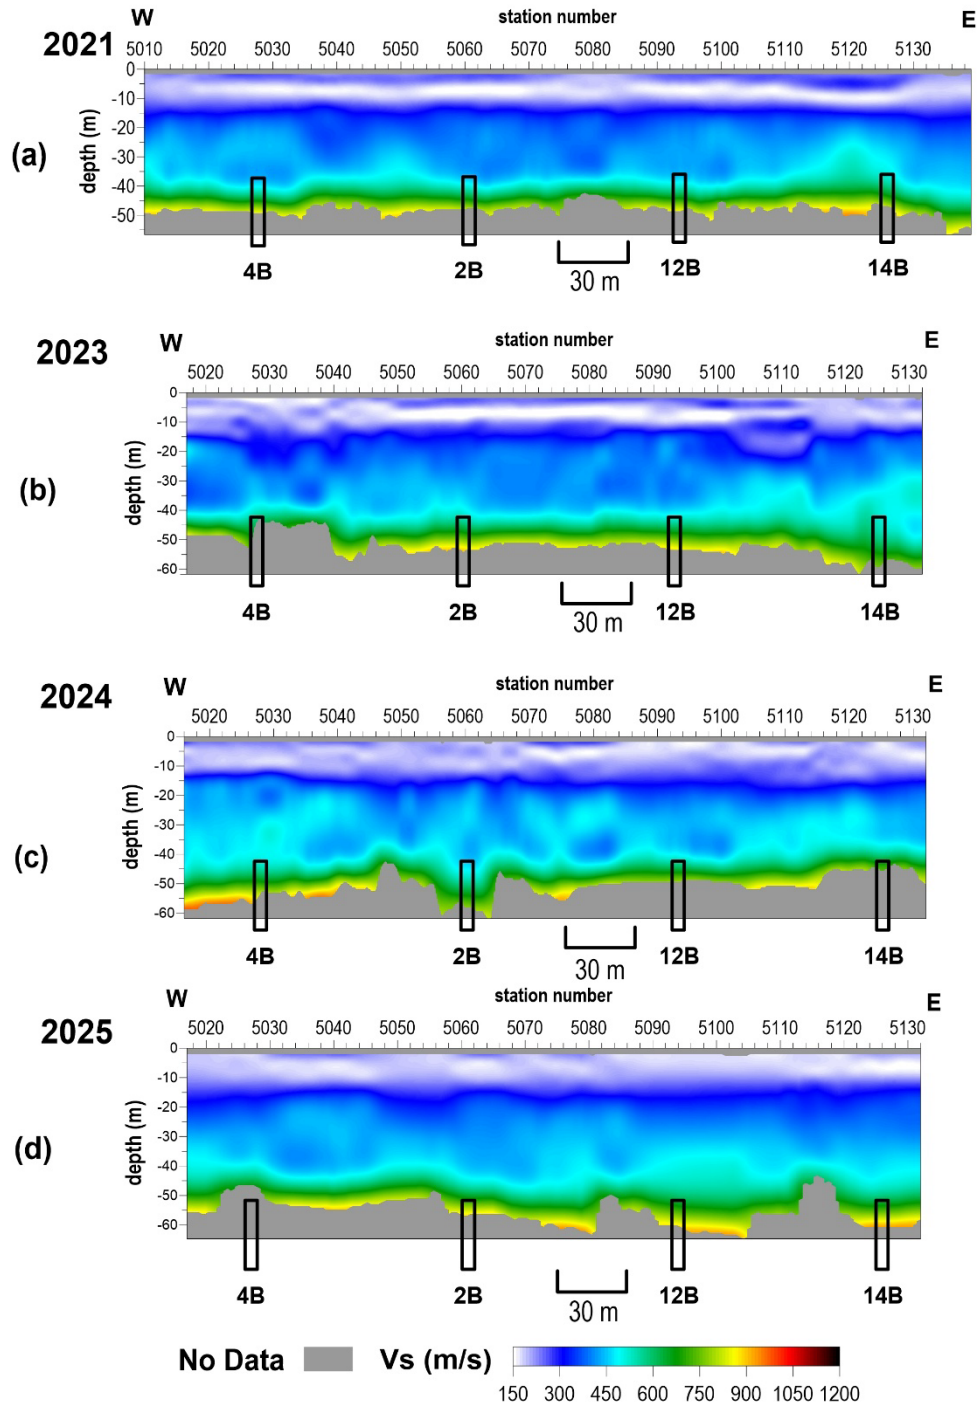 W station number E
2021
5010 5020 5030 5040 5050 5060 5070 5080 5090 5100 5110 5120 5130
0
-10
-20
-30
-40
-50
depth (m)
(a)
4B 2B 12B 14B
30 m
2023
W station number E
5020 5030 5040 5050 5060 5070 5080 5090 5100 5110 5120 5130
0
-10
-20
-30
-40
-50
-60
depth (m)
(b)
4B 2B 12B 14B
30 m
2024
W station number E
5020 5030 5040 5050 5060 5070 5080 5090 5100 5110 5120 5130
0
-10
-20
-30
-40
-50
-60
depth (m)
(c)
4B 2B 12B 14B
30 m
2025
W station number E
5020 5030 5040 5050 5060 5070 5080 5090 5100 5110 5120 5130
0
-10
-20
-30
-40
-50
-60
depth (m)
(d)
4B 2B 12B 14B
30 m
No Data Vs (m/s)
150 300 450 600 750 900 1050 1200